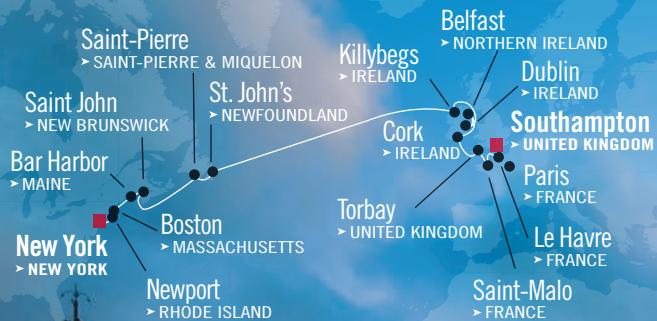 Saint-Pierre
➤ SAINT-PIERRE & MIQUELON
Saint John
➤ NEW BRUNSWICK
St. John's
➤ NEWFOUNDLAND
Bar Harbor
➤ MAINE
New York
➤ NEW YORK
Boston
➤ MASSACHUSETTS
Newport
➤ RHODE ISLAND
Killybegs
➤ IRELAND
Belfast
➤ NORTHERN IRELAND
Dublin
➤ IRELAND
Cork
➤ IRELAND
Southampton
➤ UNITED KINGDOM
Paris
➤ FRANCE
Torbay
➤ UNITED KINGDOM
Le Havre
➤ FRANCE
Saint-Malo
➤ FRANCE